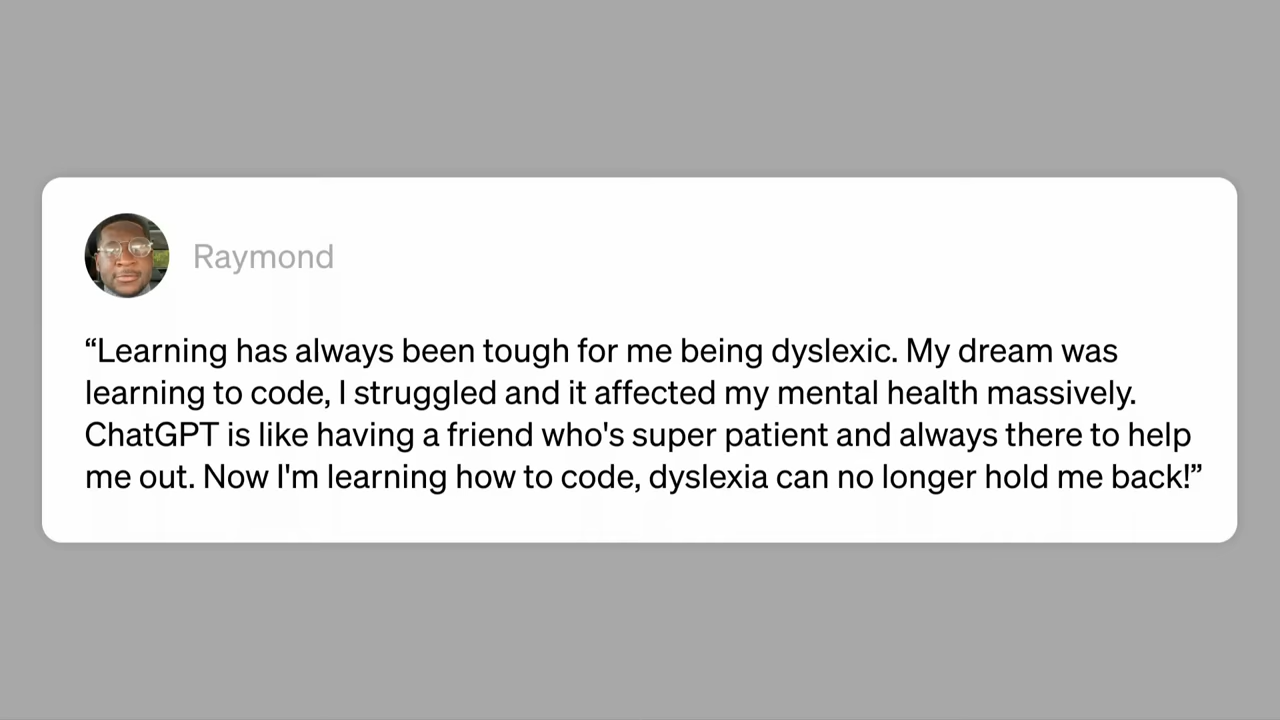 Raymond
“Learning has always been tough for me being dyslexic. My dream was
learning to code, I struggled and it affected my mental health massively.
ChatGPT is like having a friend who's super patient and always there to help
me out. Now I'm learning how to code, dyslexia can no longer hold me back!”